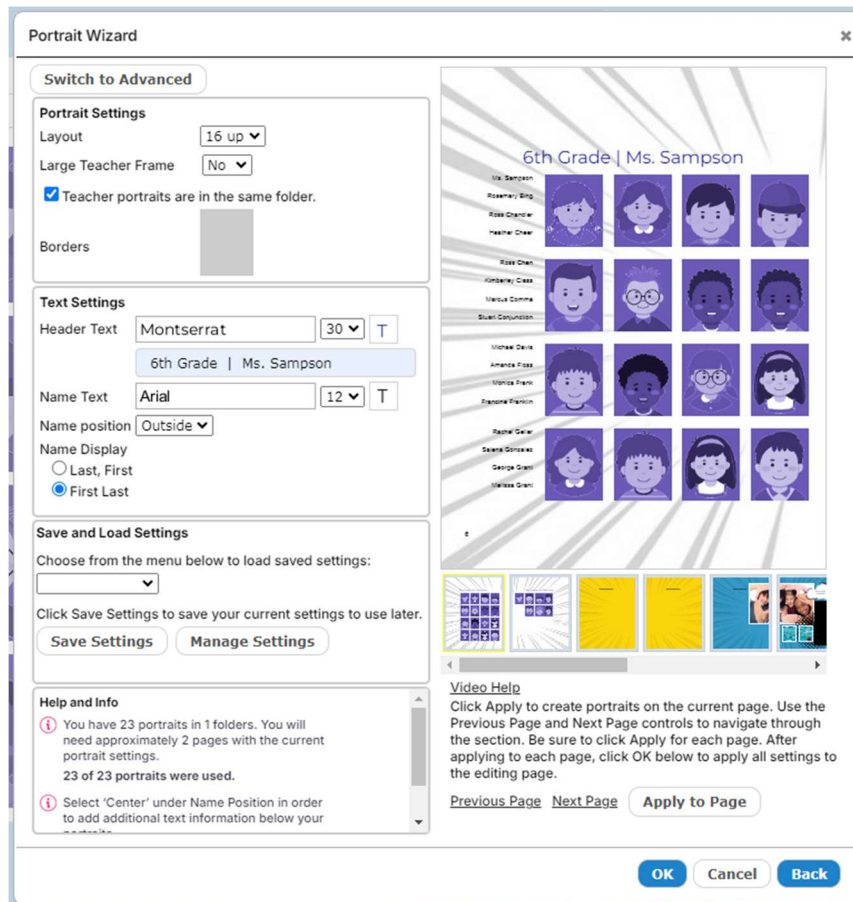 Portrait Wizard
Switch to Advanced
Portrait Settings
Layout
16 up
Large Teacher Frame
No
Teacher portraits are in the same folder.
Borders
Text Settings
Header Text
Montserrat
30
T
6th Grade | Ms. Sampson
Name Text
Arial
12
T
Name position
Outside
Name Display
Last, First
First Last
Save and Load Settings
Choose from the menu below to load saved settings:
Click Save Settings to save your current settings to use later.
Save Settings
Manage Settings
Help and Info
You have 23 portraits in 1 folders. You will
need approximately 2 pages with the current
portrait settings.
23 of 23 portraits were used.
Select 'Center' under Name Position in order
to add additional text information below your
portraits
6th Grade | Ms. Sampson
Ms. Sampson
Rosemary Bing
Ross Chandler
Heather Cheer
Ross Chen
Kimberley Class
Marcus Comma
Stuart Conjunction
Michael Davis
Amanda Floss
Monica Frank
Francine Franklin
Rachel Geller
Selena Gonzales
George Grant
Melissa Grant
6
Video Help
Click Apply to create portraits on the current page. Use the
Previous Page and Next Page controls to navigate through
the section. Be sure to click Apply for each page. After
applying to each page, click OK below to apply all settings to
the editing page.
Previous Page
Next Page
Apply to Page
OK
Cancel
Back